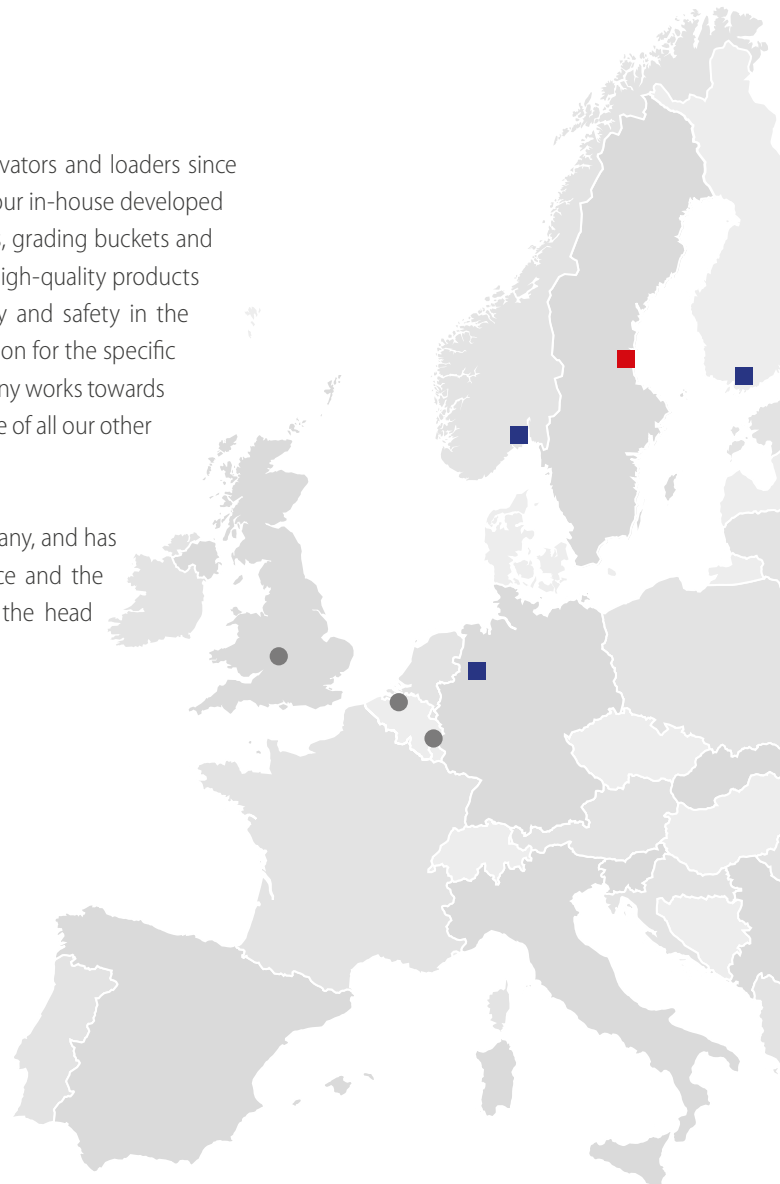 vators and loaders since
our in-house developed
, grading buckets and
igh-quality products
y and safety in the
on for the specific
ny works towards
e of all our other
any, and has
ce and the
the head